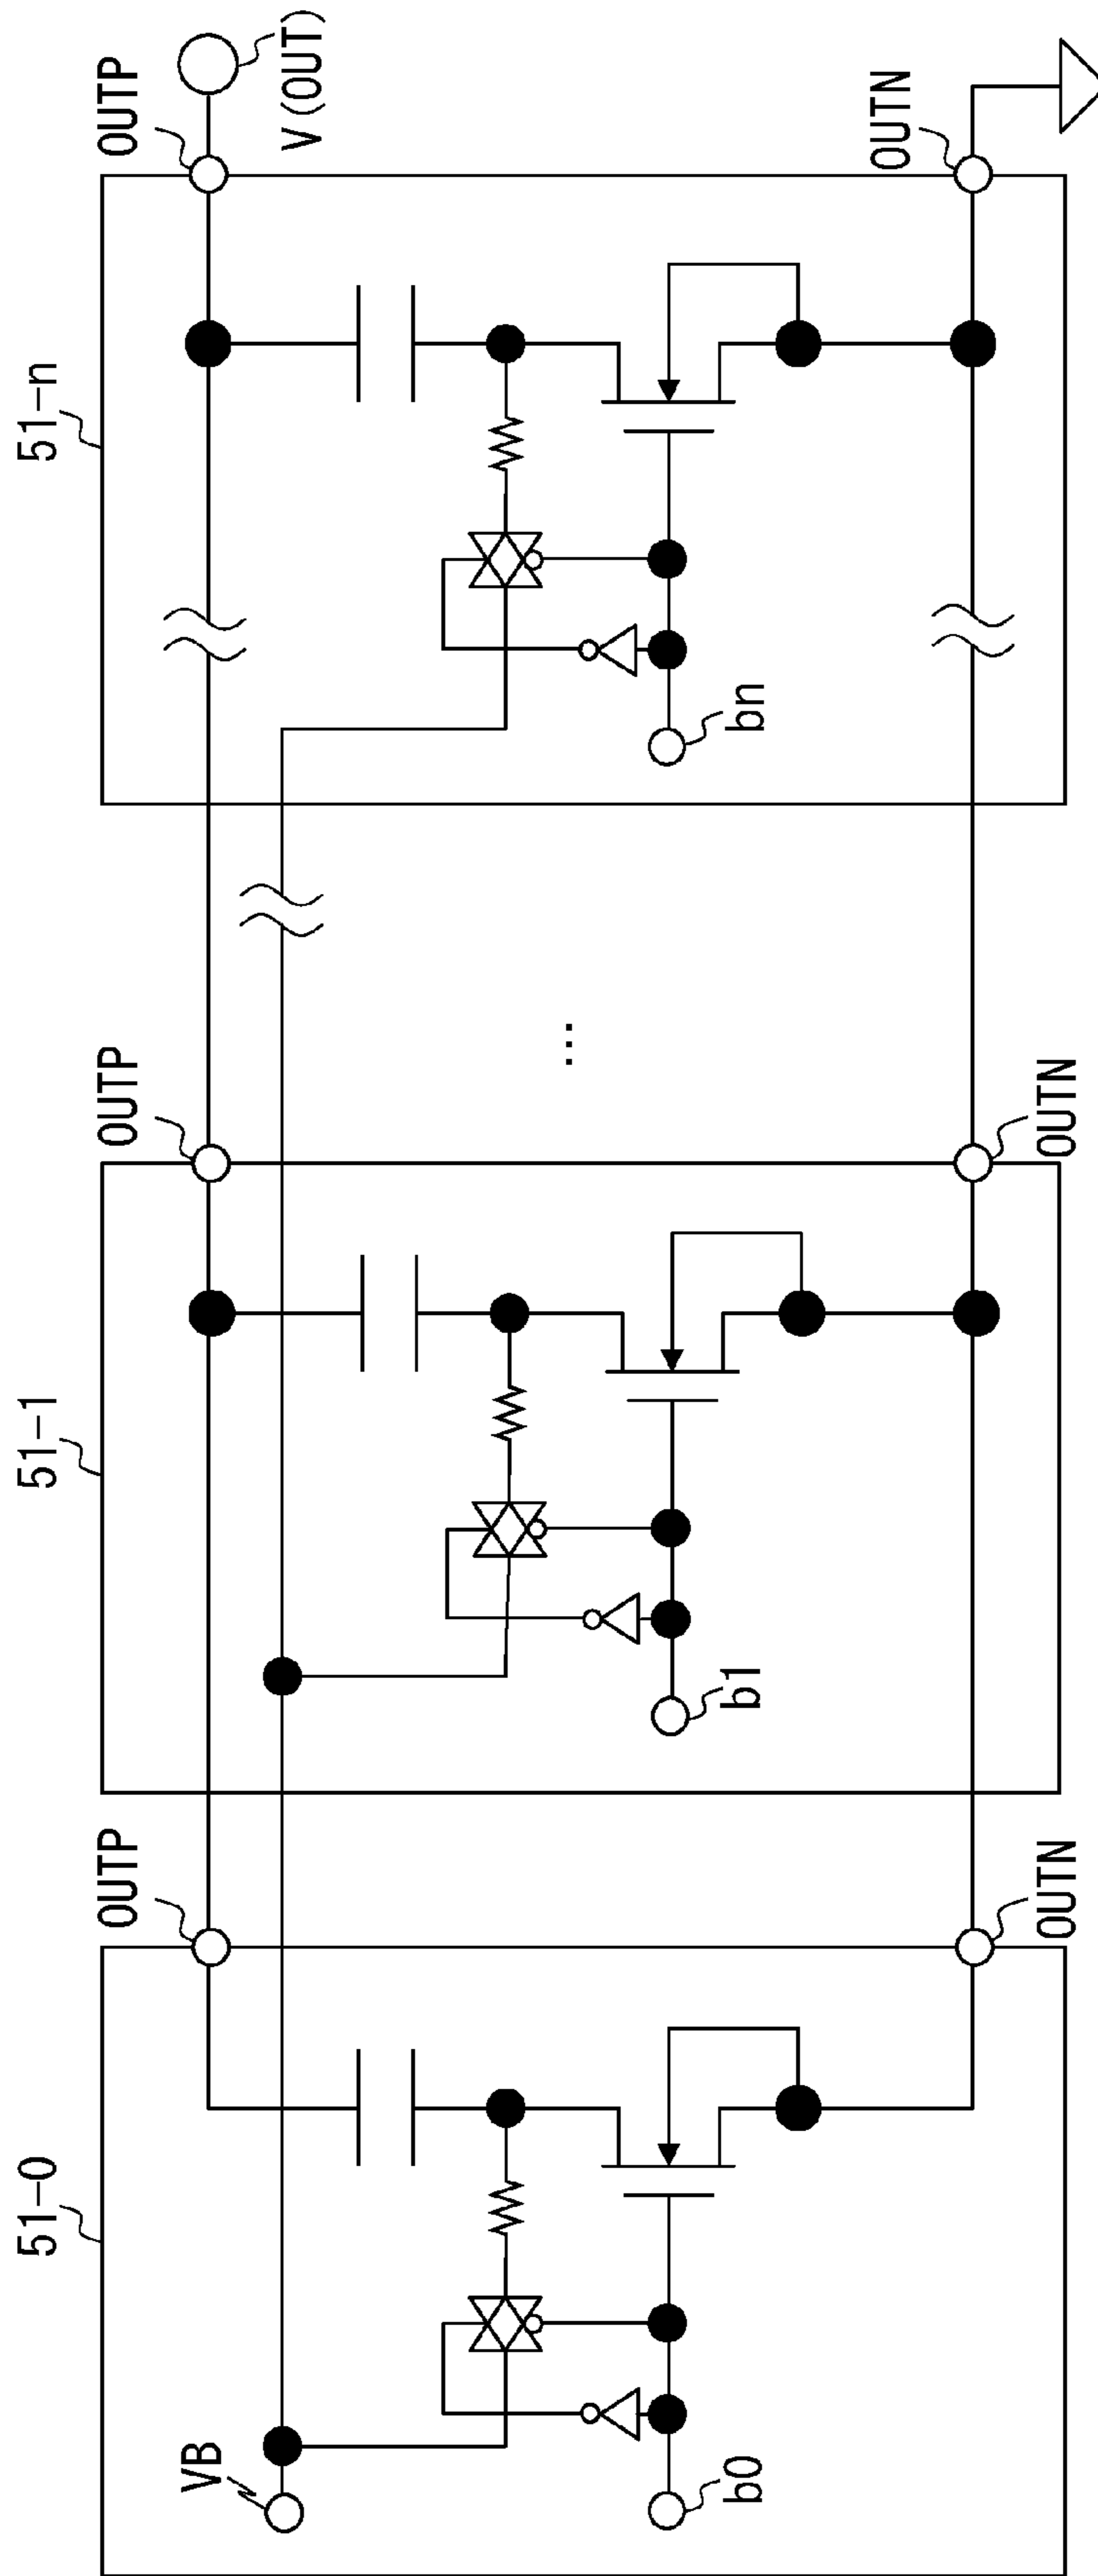 51-0
VB
b0
OUTP
OUTN
51-1
b1
OUTP
OUTN
...
51-n
bn
OUTP
V(OUT)
OUTN